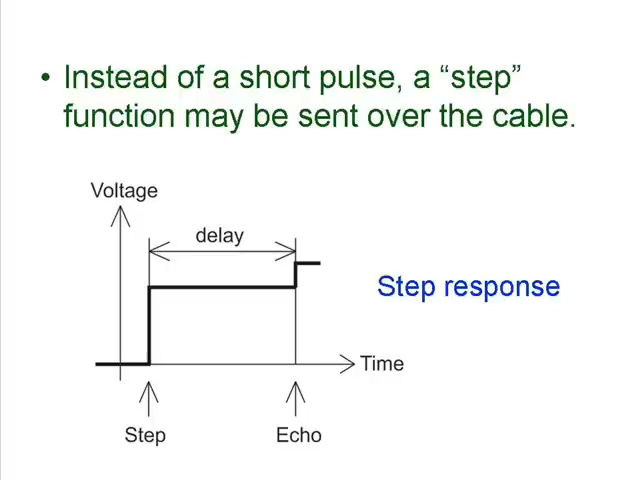 • Instead of a short pulse, a “step”
function may be sent over the cable.
Voltage
delay
Step response
Time
Step
Echo